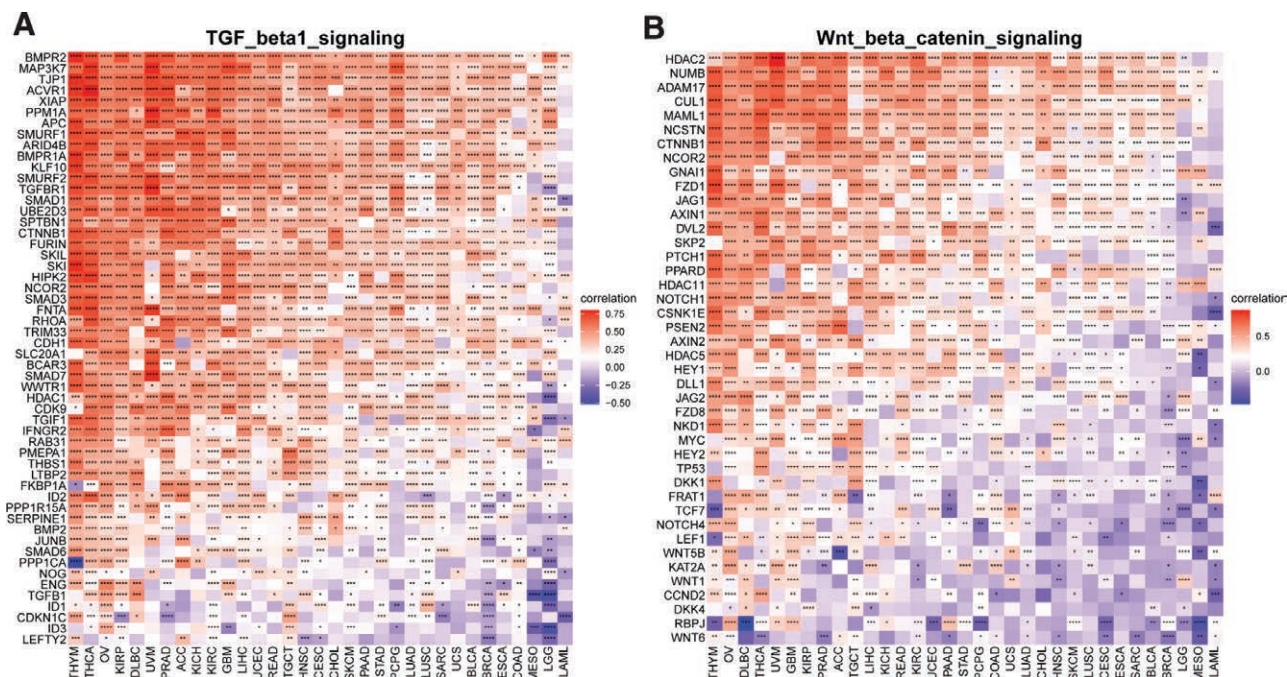 A
TGF_beta1_signaling
BMPR2
MAP3K7
TJP1
ACVR1
XIAP
PPM1A
APC
SMURF1
ARID4B
BMPR1A
KLF10
SMURF2
TGFBR1
SMAD1
UBE2D3
SPTBN1
CTNNB1
FURIN
SKIL
SKI
HIPK2
NCOR2
SMAD3
FNTA
RHOA
TRIM33
CDH1
SLC20A1
BCAR3
SMAD7
WWTR1
HDAC1
CDK9
TGIF1
IFNGR2
RAB31
PMEPA1
THBS1
LTBP2
FKBP1A
ID2
PPP1R15A
SERPINE1
BMP2
JUNB
SMAD6
PPP1CA
NOG
ENG
TGFB1
ID1
CDKN1C
ID3
LEFTY2
THYM
THCA
OV
KIRP
DLBC
UVM
PRAD
ACC
KICH
KIRC
GBM
LIHC
UCEC
READ
TGCT
HNSC
CESC
CHOL
SKCM
PAAD
STAD
PCPG
LUAD
LUSC
SARC
UCS
BLCA
BRCA
ESCA
COAD
MESO
LGG
LAML
correlation
0.75
0.50
0.25
0.00
−0.25
−0.50
B
Wnt_beta_catenin_signaling
HDAC2
NUMB
ADAM17
CUL1
MAML1
NCSTN
CTNNB1
NCOR2
GNAI1
FZD1
JAG1
AXIN1
DVL2
SKP2
PTCH1
PPARD
HDAC11
NOTCH1
CSNK1E
PSEN2
AXIN2
HDAC5
HEY1
DLL1
JAG2
FZD8
NKD1
MYC
HEY2
TP53
DKK1
FRAT1
TCF7
NOTCH4
LEF1
WNT5B
KAT2A
WNT1
CCND2
DKK4
RBPJ
WNT6
THYM
OV
DLBC
THCA
UVM
GBM
KIRP
PRAD
ACC
TGCT
LIHC
KICH
READ
KIRC
UCEC
PAAD
STAD
PCPG
COAD
UCS
LUAD
CHOL
HNSC
SKCM
LUSC
CESC
ESCA
SARC
BLCA
BRCA
LGG
MESO
LAML
correlation
0.5
0.0